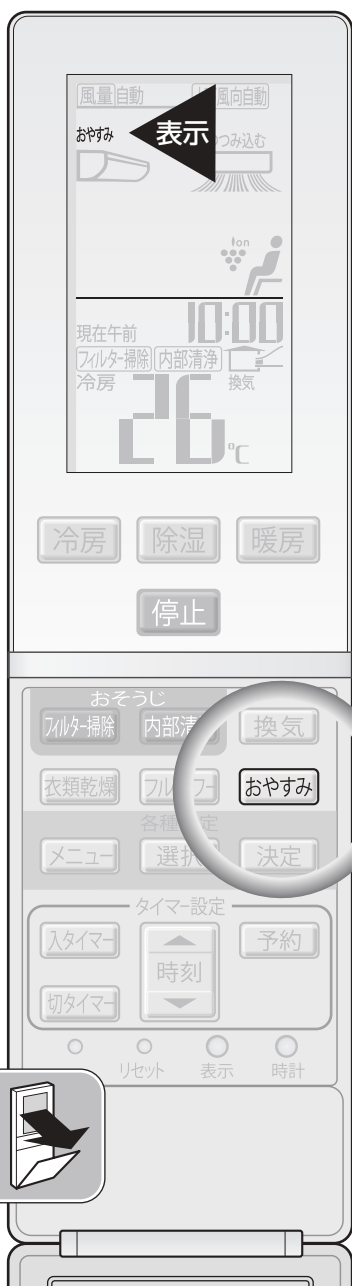 風量自動 風向自動
おやすみ 表示 つつみ込む
ion
現在午前 10:00
フィルター掃除 内部清浄
冷房 26℃ 換気
冷房 除湿 暖房
停止
おそうじ
フィルター掃除 内部清 換気
衣類乾燥 おやすみ
各種 定
メニュー 選択 決定
タイマー設定
入タイマー 時刻 予約
切タイマー
リセット 表示 時計